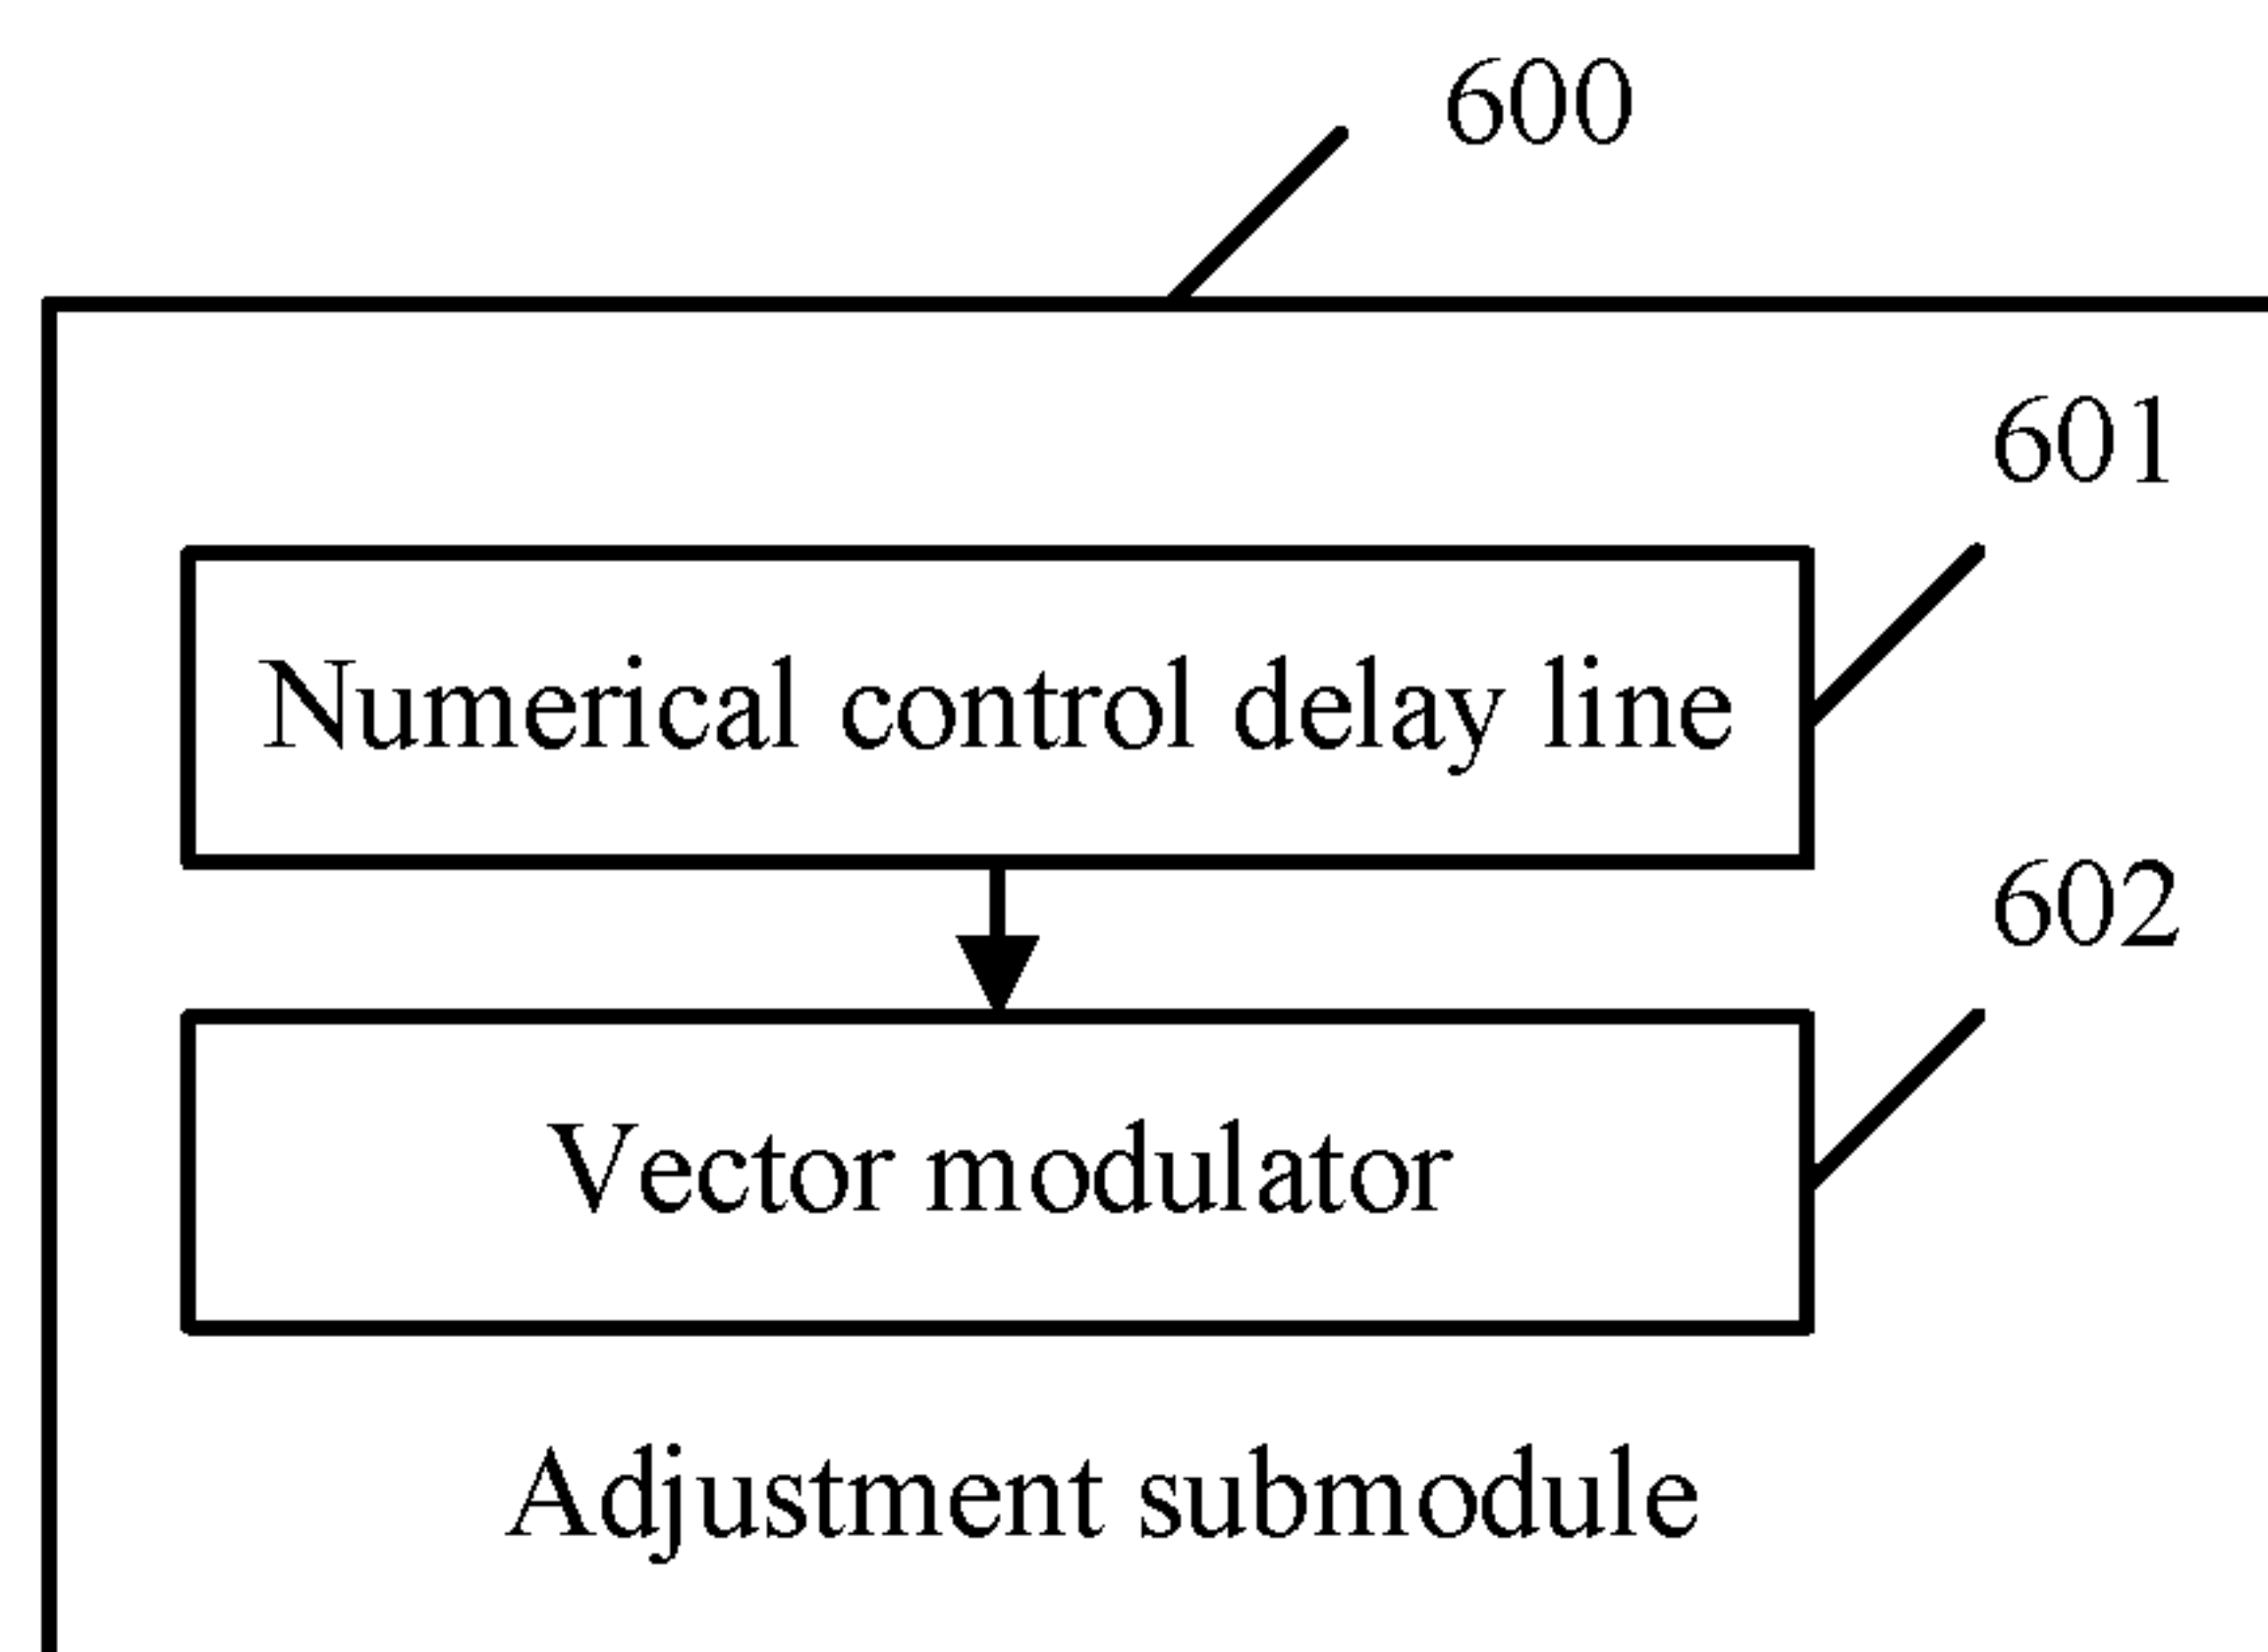 600
601
Numerical control delay line
602
Vector modulator
Adjustment submodule